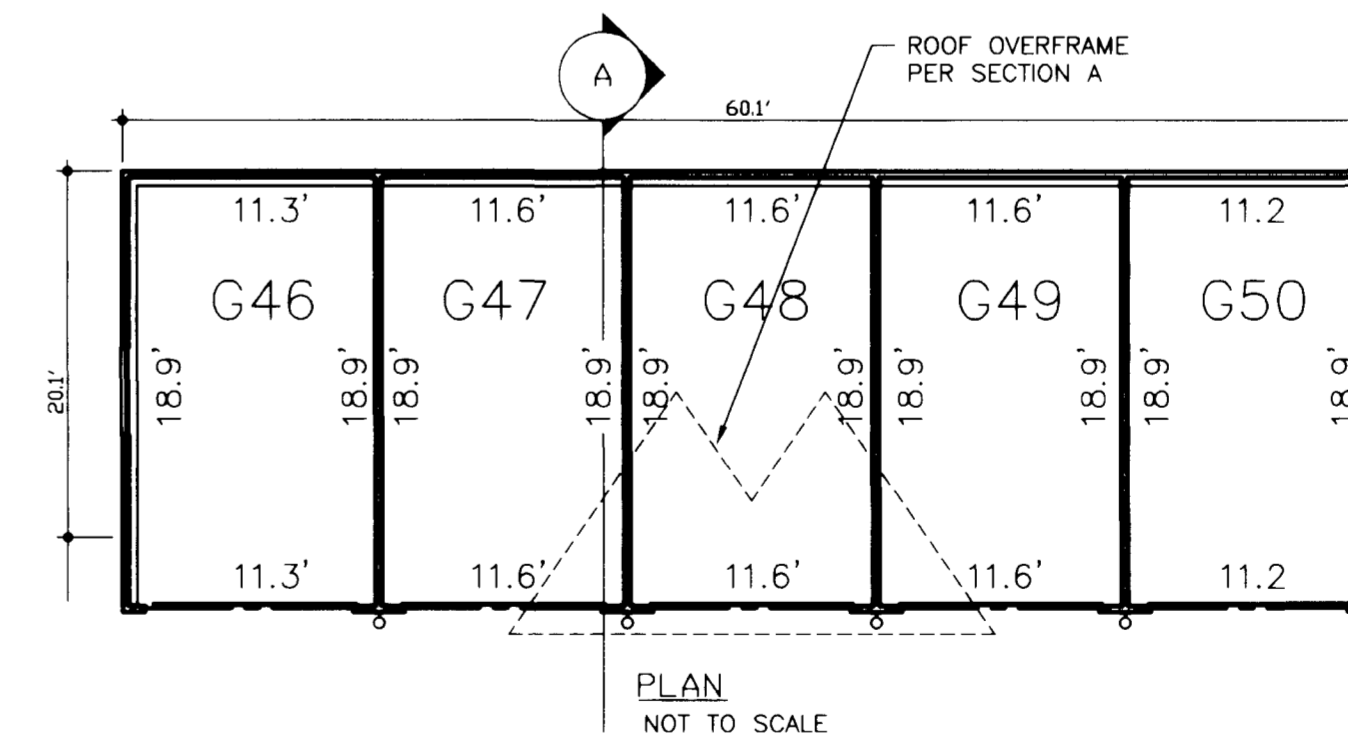 A
ROOF OVERFRAME
PER SECTION A
60.1'
11.3' 11.6' 11.6' 11.6' 11.2
G46 G47 G48 G49 G50
20.1'
18.9' 18.9' 18.9' 18.9' 18.9' 18.9' 18.9' 18.9' 18.9' 18.9'
11.3' 11.6' 11.6' 11.6' 11.2
PLAN
NOT TO SCALE